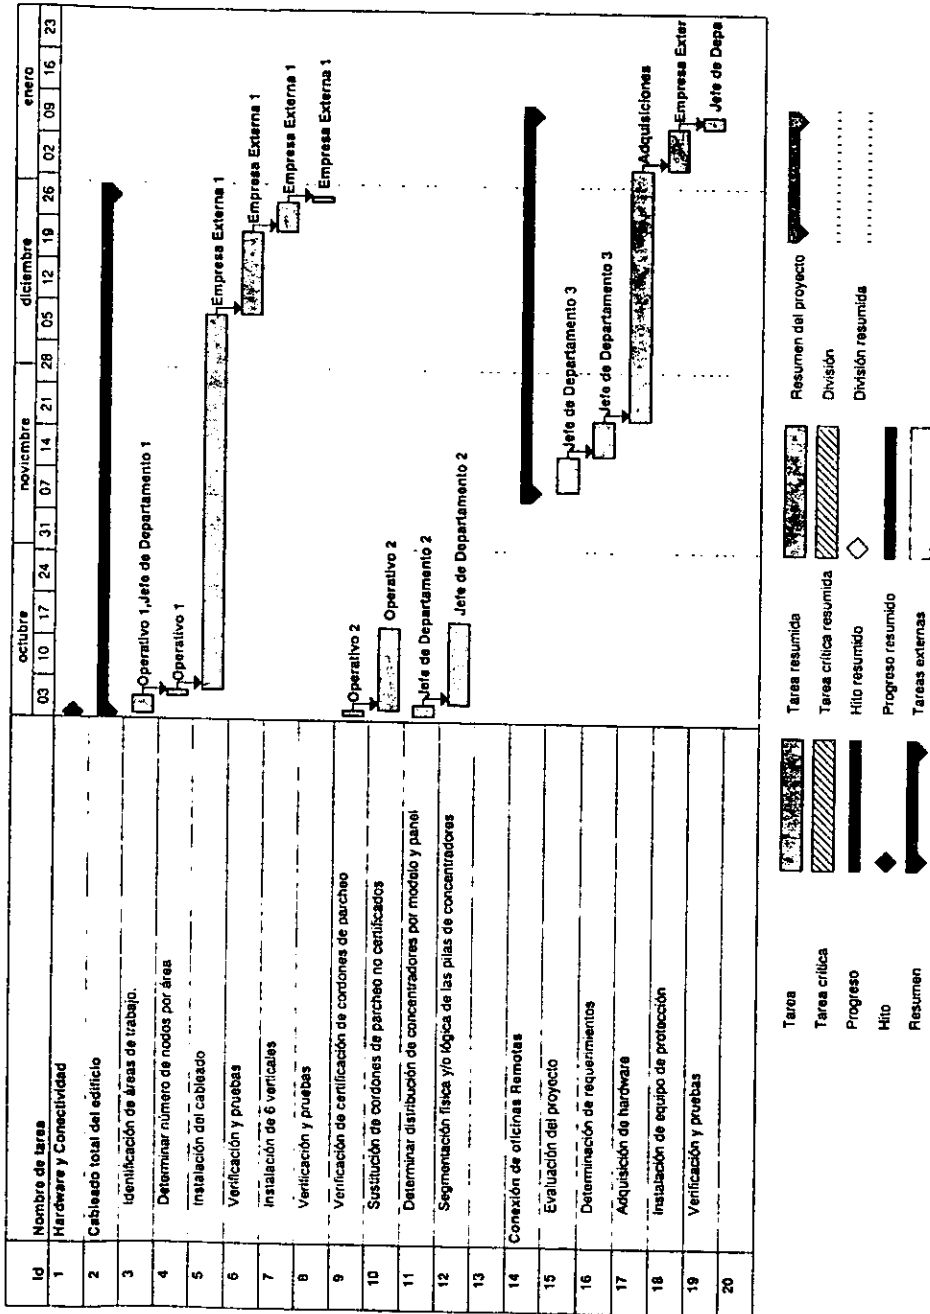 Id Nombre de tarea octubre noviembre diciembre enero
03 10 17 24 31 07 14 21 28 05 12 19 26 02 09 16 23
1 Hardware y Conectividad
2 Cableado total del edificio
3 Identificación de áreas de trabajo. Operativo 1,Jefe de Departamento 1
4 Determinar número de nodos por área Operativo 1
5 Instalación del cableado Empresa Externa 1
6 Verificación y pruebas Empresa Externa 1
7 Instalación de 6 verticales Empresa Externa 1
8 Verificación y pruebas Empresa Externa 1
9 Verificación de certificación de cordones de parcheo Operativo 2
10 Sustitución de cordones de parcheo no certificados Operativo 2
11 Determinar distribución de concentradores por modelo y panel Jefe de Departamento 2
12 Segmentación física y/o lógica de las pilas de concentradores Jefe de Departamento 2
13
14 Conexión de oficinas Remotas
15 Evaluación del proyecto Jefe de Departamento 3
16 Determinación de requerimientos Jefe de Departamento 3
17 Adquisición de hardware Adquisiciones
18 Instalación de equipo de protección Empresa Exter
19 Verificación y pruebas Jefe de Depa
20
Tarea Tarea resumida Resumen del proyecto
Tarea crítica Tarea crítica resumida División
Progreso Hito resumido División resumida
Hito Progreso resumido
Resumen Tareas externas